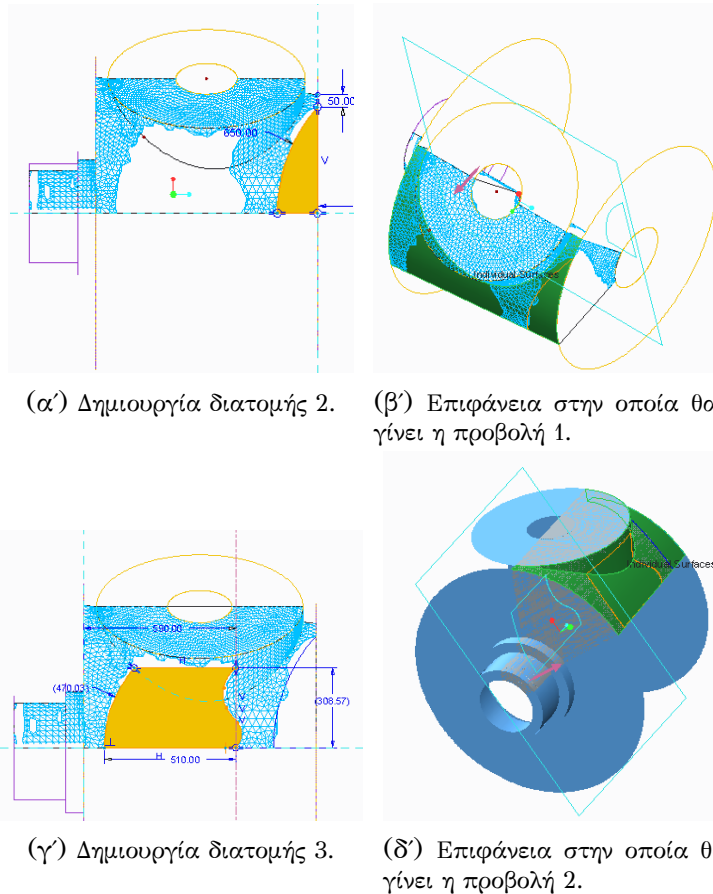 50.00
650.00
V
Individual Surfaces
(α΄) Δημιουργία διατομής 2.
(β΄) Επιφάνεια στην οποία θα
γίνει η προβολή 1.
590.00
H
(470.03)
V
V
V
(308.57)
H 510.00
Individual Surfaces
(γ΄) Δημιουργία διατομής 3.
(δ΄) Επιφάνεια στην οποία θ
γίνει η προβολή 2.